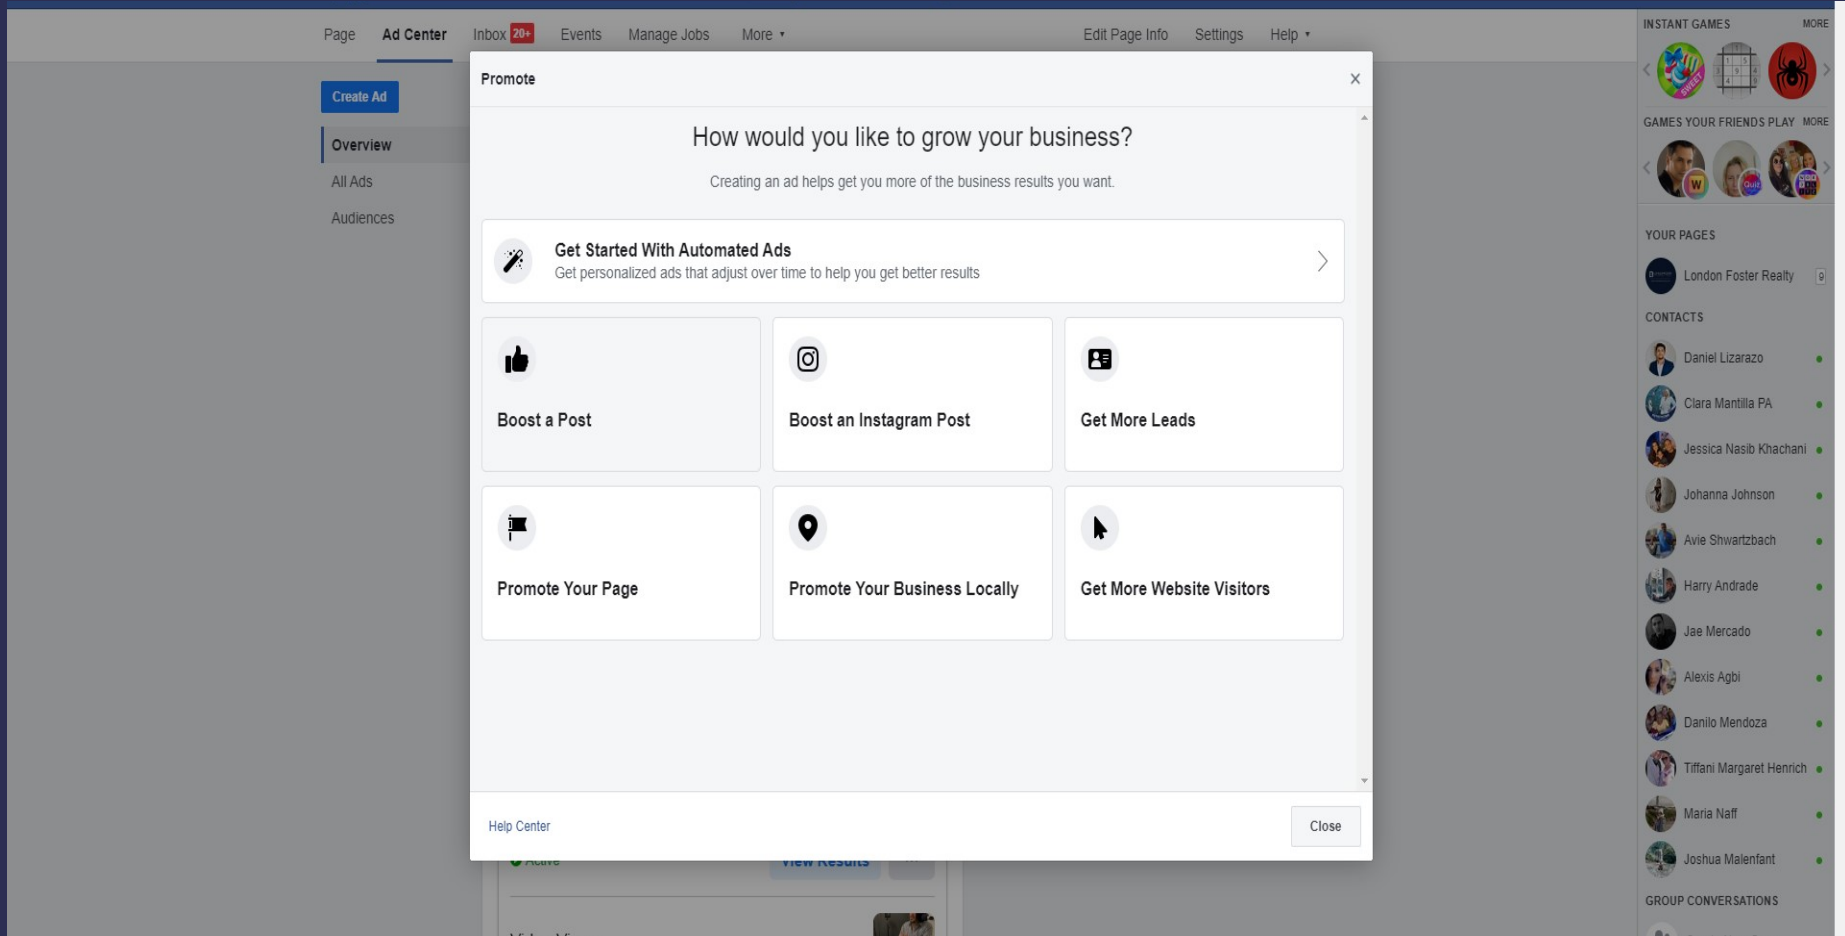 Page
Ad Center
Inbox 20+
Events
Manage Jobs
More
Edit Page Info
Settings
Help
Create Ad
Overview
All Ads
Audiences
Promote
How would you like to grow your business?
Creating an ad helps get you more of the business results you want.
Get Started With Automated Ads
Get personalized ads that adjust over time to help you get better results
Boost a Post
Boost an Instagram Post
Get More Leads
Promote Your Page
Promote Your Business Locally
Get More Website Visitors
Help Center
Close
Active
View Results
INSTANT GAMES MORE
SWEET
GAMES YOUR FRIENDS PLAY MORE
W
Quiz
YOUR PAGES
London Foster Realty 9
CONTACTS
Daniel Lizarazo
Clara Mantilla PA
Jessica Nasib Khachani
Johanna Johnson
Avie Shwartzbach
Harry Andrade
Jae Mercado
Alexis Agbi
Danilo Mendoza
Tiffani Margaret Henrich
Maria Naff
Joshua Malenfant
GROUP CONVERSATIONS